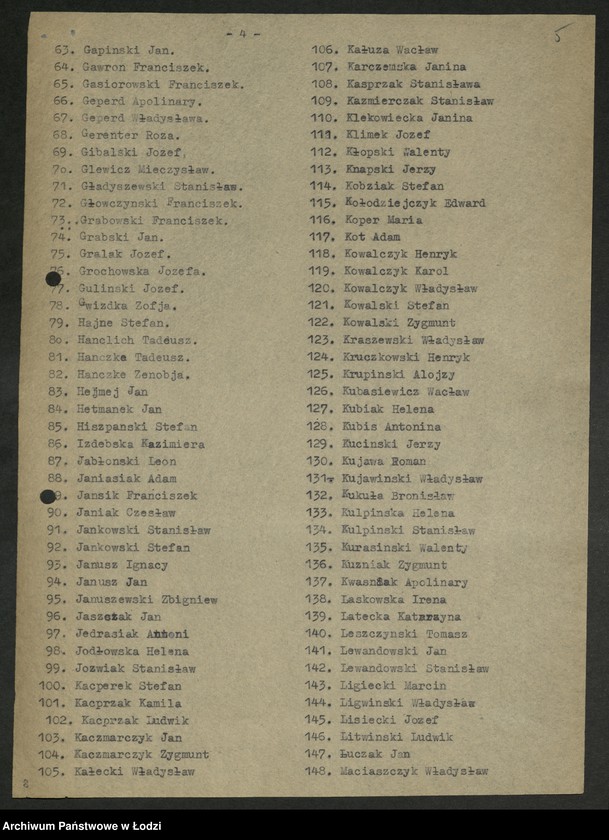 - 4 -
5
63. Gapinski Jan.
64. Gawron Franciszek.
65. Gasiorowski Franciszek.
66. Geperd Apolinary.
67. Geperd Władysława.
68. Gerenter Roza.
69. Gibalski Jozef,
70. Glewicz Mieczysław.
71. Gładyszewski Stanisław.
72. Głowczynski Franciszek.
73. Grabowski Franciszek.
74. Grabski Jan.
75. Gralak Jozef.
76. Grochowska Jozefa.
77. Gulinski Jozef.
78. Gwizdka Zofja.
79. Hajne Stefan.
80. Hanclich Tadeusz.
81. Hanczke Tadeusz.
82. Hanczke Zenobja.
83. Hejmej Jan
84. Hetmanek Jan
85. Hiszpanski Stefan
86. Izdebska Kazimiera
87. Jabłonski Leon
88. Janiasiak Adam
89. Jansik Franciszek
90. Janiak Czesław
91. Jankowski Stanisław
92. Jankowski Stefan
93. Janusz Ignacy
94. Janusz Jan
95. Januszewski Zbigniew
96. Jaszczak Jan
97. Jedrasiak Antoni
98. Jodłowska Helena
99. Jozwiak Stanisław
100. Kacperek Stefan
101. Kacprzak Kamila
102. Kacprzak Ludwik
103. Kaczmarczyk Jan
104. Kaczmarczyk Zygmunt
105. Kałecki Władysław
106. Kałuza Wacław
107. Karczemska Janina
108. Kasprzak Stanisława
109. Kazmierczak Stanisław
110. Klekowiecka Janina
111. Klimek Jozef
112. Kłopski Walenty
113. Knapski Jerzy
114. Kobziak Stefan
115. Kołodziejczyk Edward
116. Koper Maria
117. Kot Adam
118. Kowalczyk Henryk
119. Kowalczyk Karol
120. Kowalczyk Władysław
121. Kowalski Stefan
122. Kowalski Zygmunt
123. Kraszewski Władysław
124. Kruczkowski Henryk
125. Krupinski Alojzy
126. Kubasiewicz Wacław
127. Kubiak Helena
128. Kubis Antonina
129. Kucinski Jerzy
130. Kujawa Roman
131. Kujawinski Władysław
132. Kukuła Bronisław
133. Kulpinska Helena
134. Kulpinski Stanisław
135. Kurasinski Walenty
136. Kuzniak Zygmunt
137. Kwasniak Apolinary
138. Laskowska Irena
139. Latecka Katarayna
140. Leszczynski Tomasz
141. Lewandowski Jan
142. Lewandowski Stanisław
143. Ligiecki Marcin
144. Ligwinski Władysław
145. Lisiecki Jozef
146. Litwinski Ludwik
147. Łuczak Jan
148. Maciaszczyk Władysław
Archiwum Państwowe w Łodzi